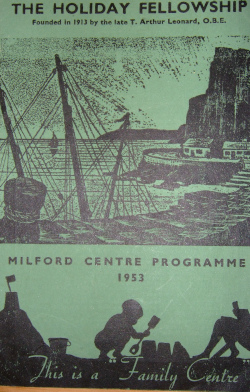 THE HOLIDAY FELLOWSHIP
Founded in 1913 by the late T. Arthur Leonard, O.B.E.
MILFORD CENTRE PROGRAMME
1953
This is a "Family Centre"